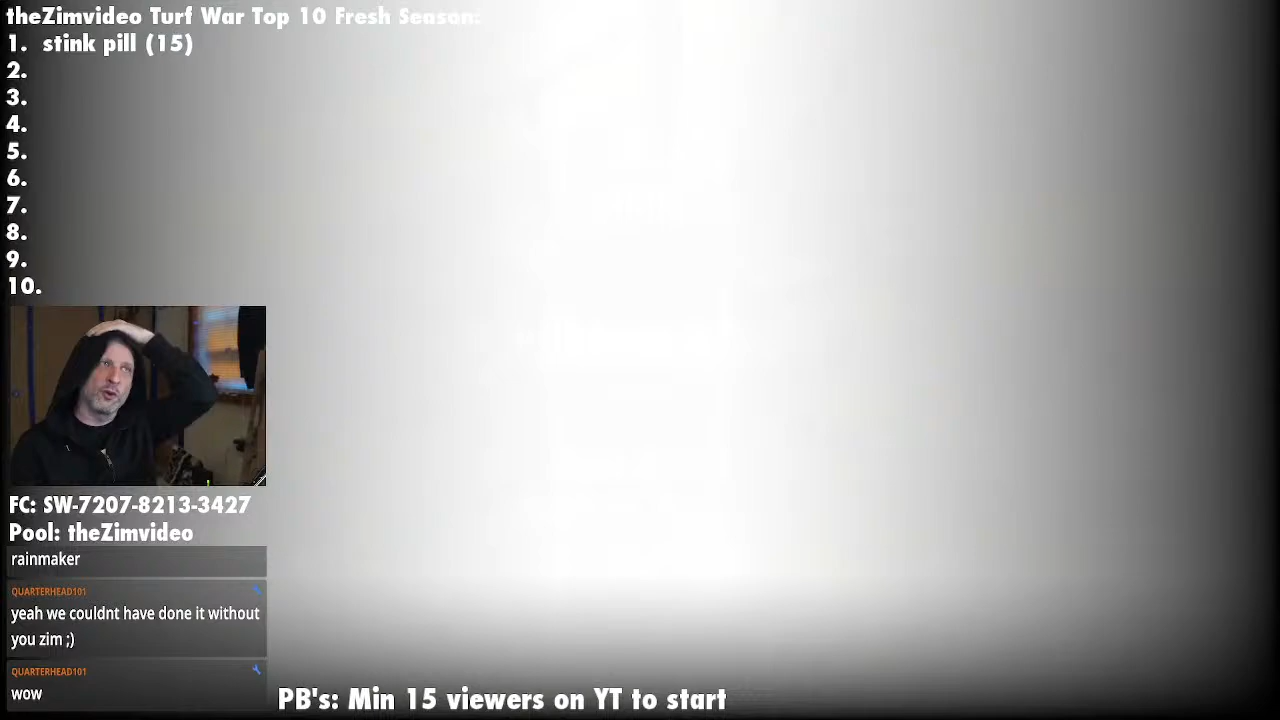 theZimvideo Turf War Top 10 Fresh Season:
1. stink pill (15)
2.
3.
4.
5.
6.
7.
8.
9.
10.
FC: SW-7207-8213-3427
Pool: theZimvideo
rainmaker
QUARTERHEAD101
yeah we couldnt have done it without
you zim ;)
QUARTERHEAD101
wow
PB's: Min 15 viewers on YT to start